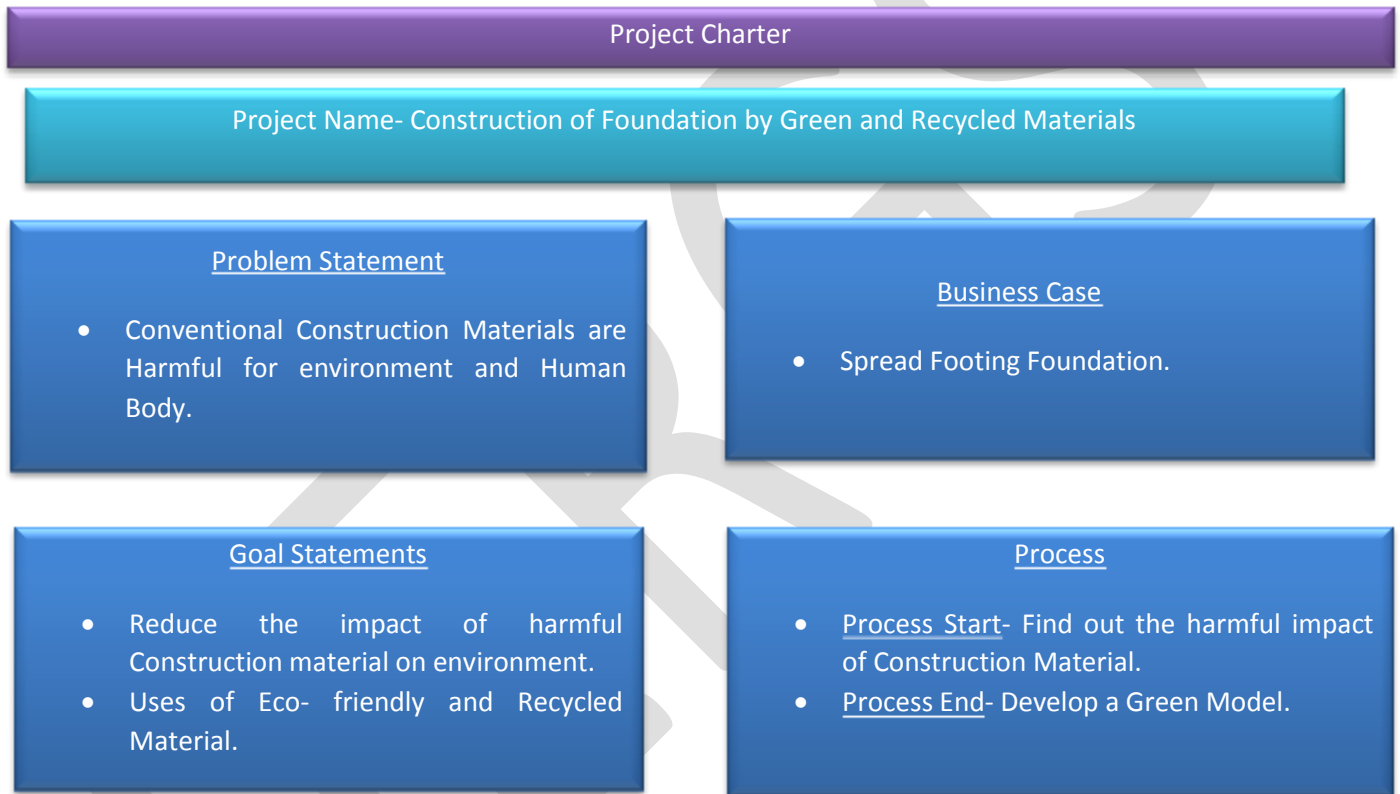 Project Charter
Project Name- Construction of Foundation by Green and Recycled Materials
Problem Statement
• Conventional Construction Materials are
Harmful for environment and Human
Body.
Business Case
• Spread Footing Foundation.
Goal Statements
• Reduce the impact of harmful
Construction material on environment.
• Uses of Eco- friendly and Recycled
Material.
Process
• Process Start- Find out the harmful impact
of Construction Material.
• Process End- Develop a Green Model.